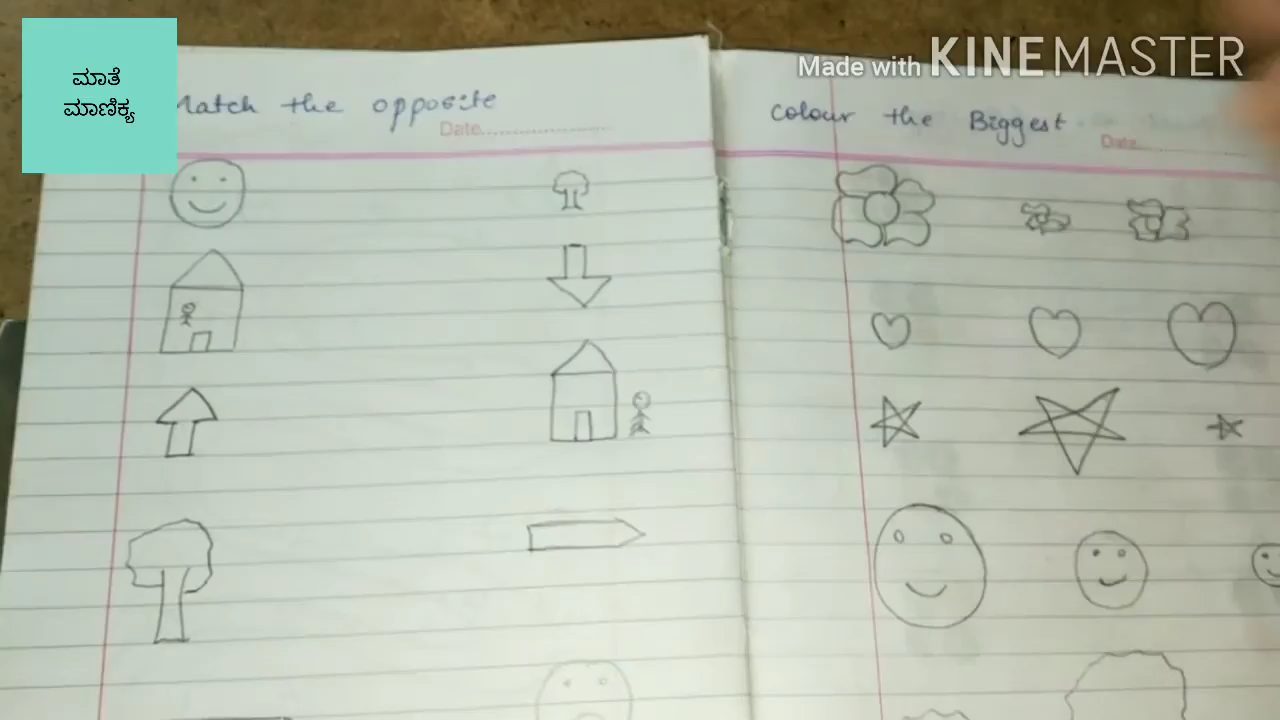 ಮಾತೆ
ಮಾಣಿಕ್ಯ
Made with KINEMASTER
Match the opposite
Date
colour the Biggest
Date